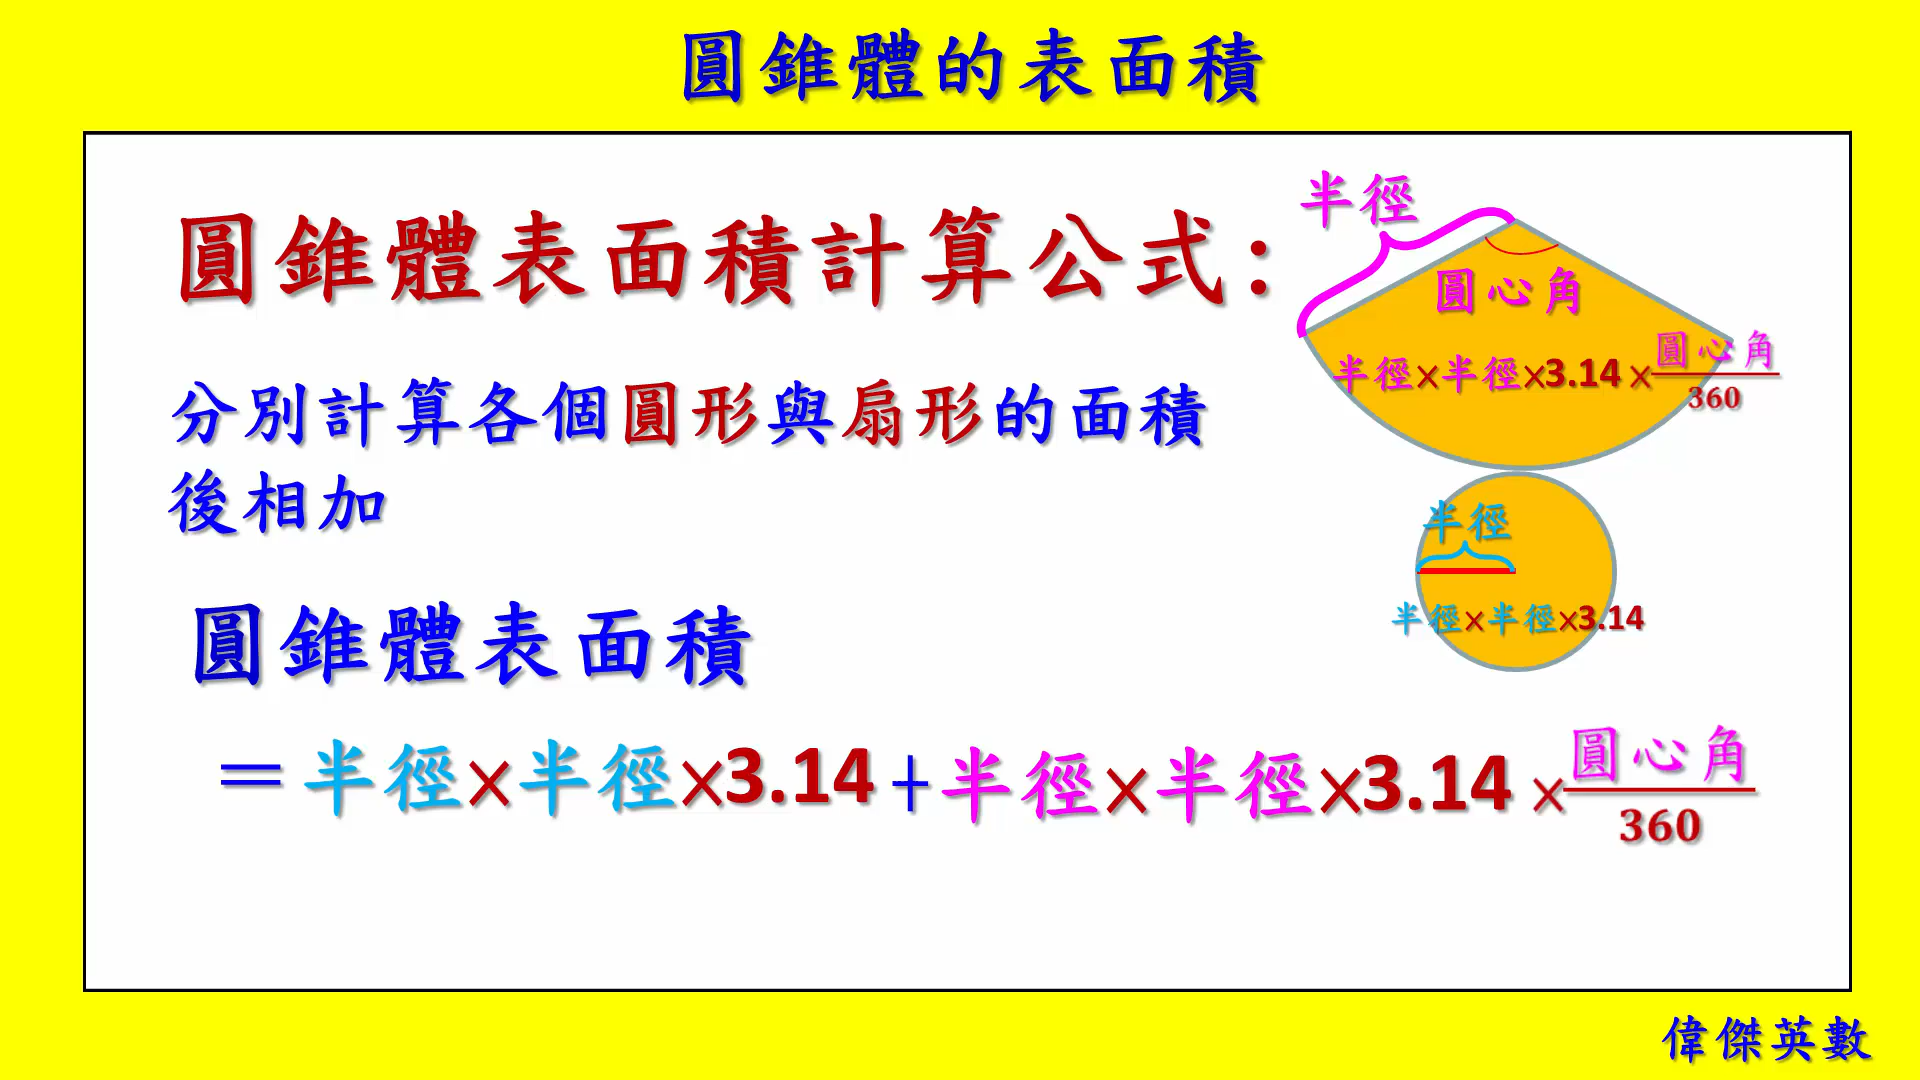 圓錐體的表面積
圓錐體表面積計算公式：
半徑
圓心角
半徑×半徑×3.14×圓心角/360
分別計算各個圓形與扇形的面積
後相加
半徑
半徑×半徑×3.14
圓錐體表面積
=半徑×半徑×3.14+半徑×半徑×3.14×圓心角/360
偉傑英數